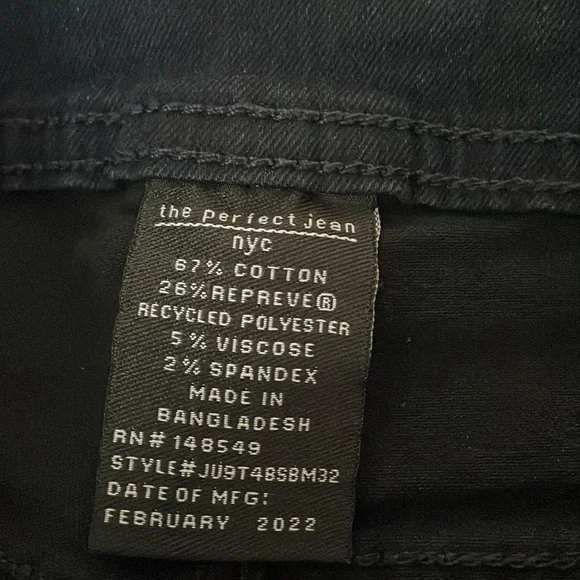 the perfect jean
nyc
67% COTTON
26% REPREVE®
RECYCLED POLYESTER
5% VISCOSE
2% SPANDEX
MADE IN
BANGLADESH
RN# 148549
STYLE#JU9T4BSBM32
DATE OF MFG:
FEBRUARY 2022